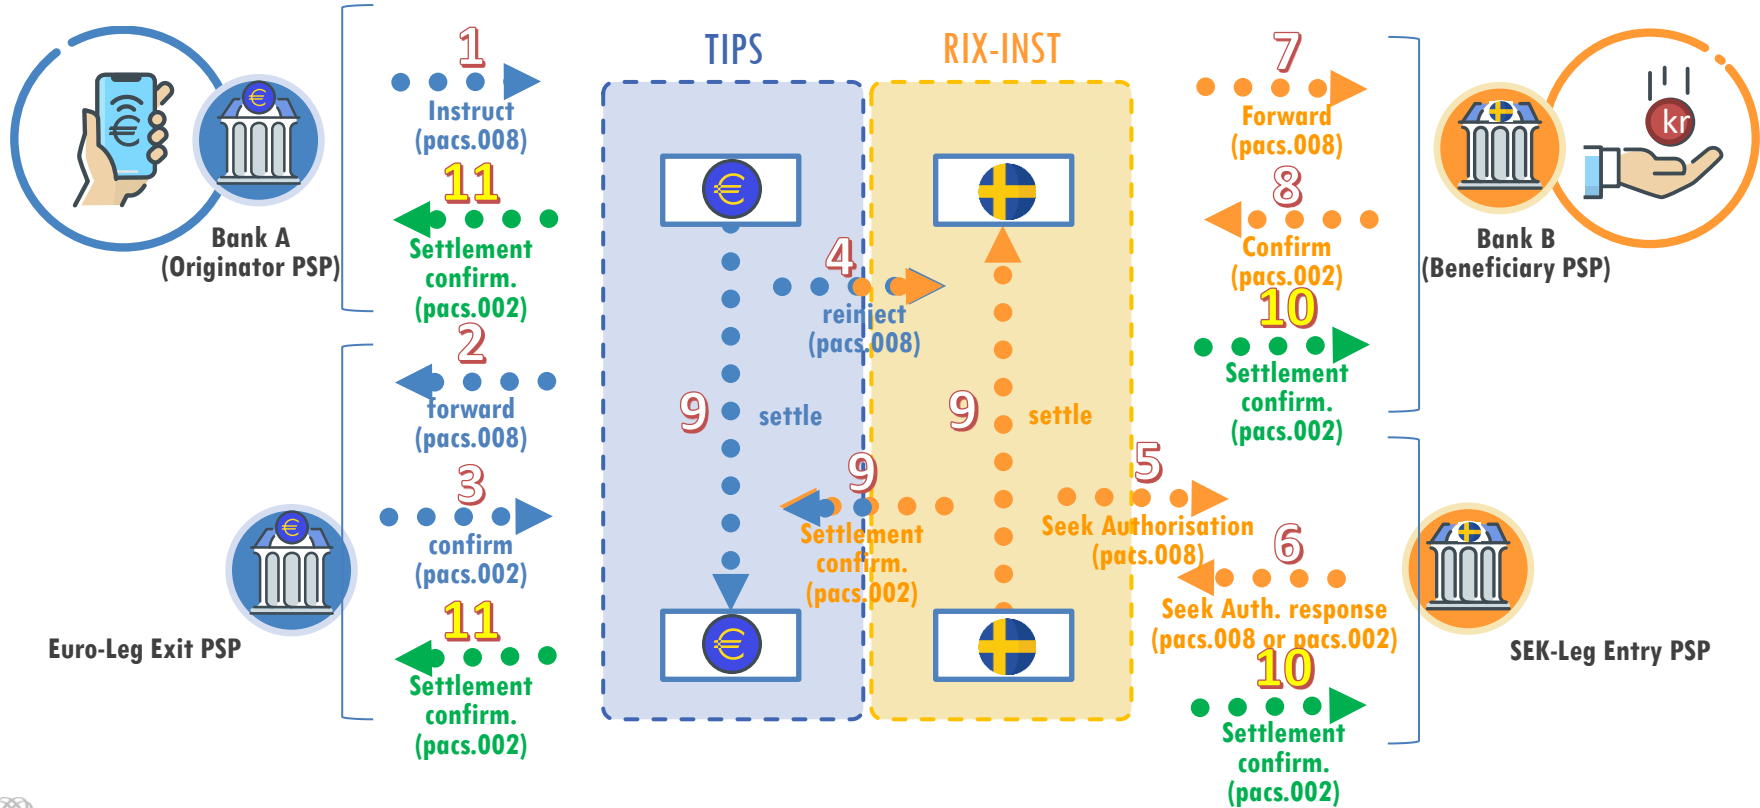 TIPS
RIX-INST
1
Instruct
(pacs.008)
11
Settlement
confirm.
(pacs.002)
Bank A
(Originator PSP)
2
forward
(pacs.008)
3
confirm
(pacs.002)
11
Settlement
confirm.
(pacs.002)
Euro-Leg Exit PSP
€
€
€
€
€
4
reinject
(pacs.008)
9
settle
9
settle
9
Settlement
confirm.
(pacs.002)
5
Seek Authorisation
(pacs.008)
6
Seek Auth. response
(pacs.008 or pacs.002)
10
Settlement
confirm.
(pacs.002)
7
Forward
(pacs.008)
8
Confirm
(pacs.002)
10
Settlement
confirm.
(pacs.002)
kr
Bank B
(Beneficiary PSP)
SEK-Leg Entry PSP